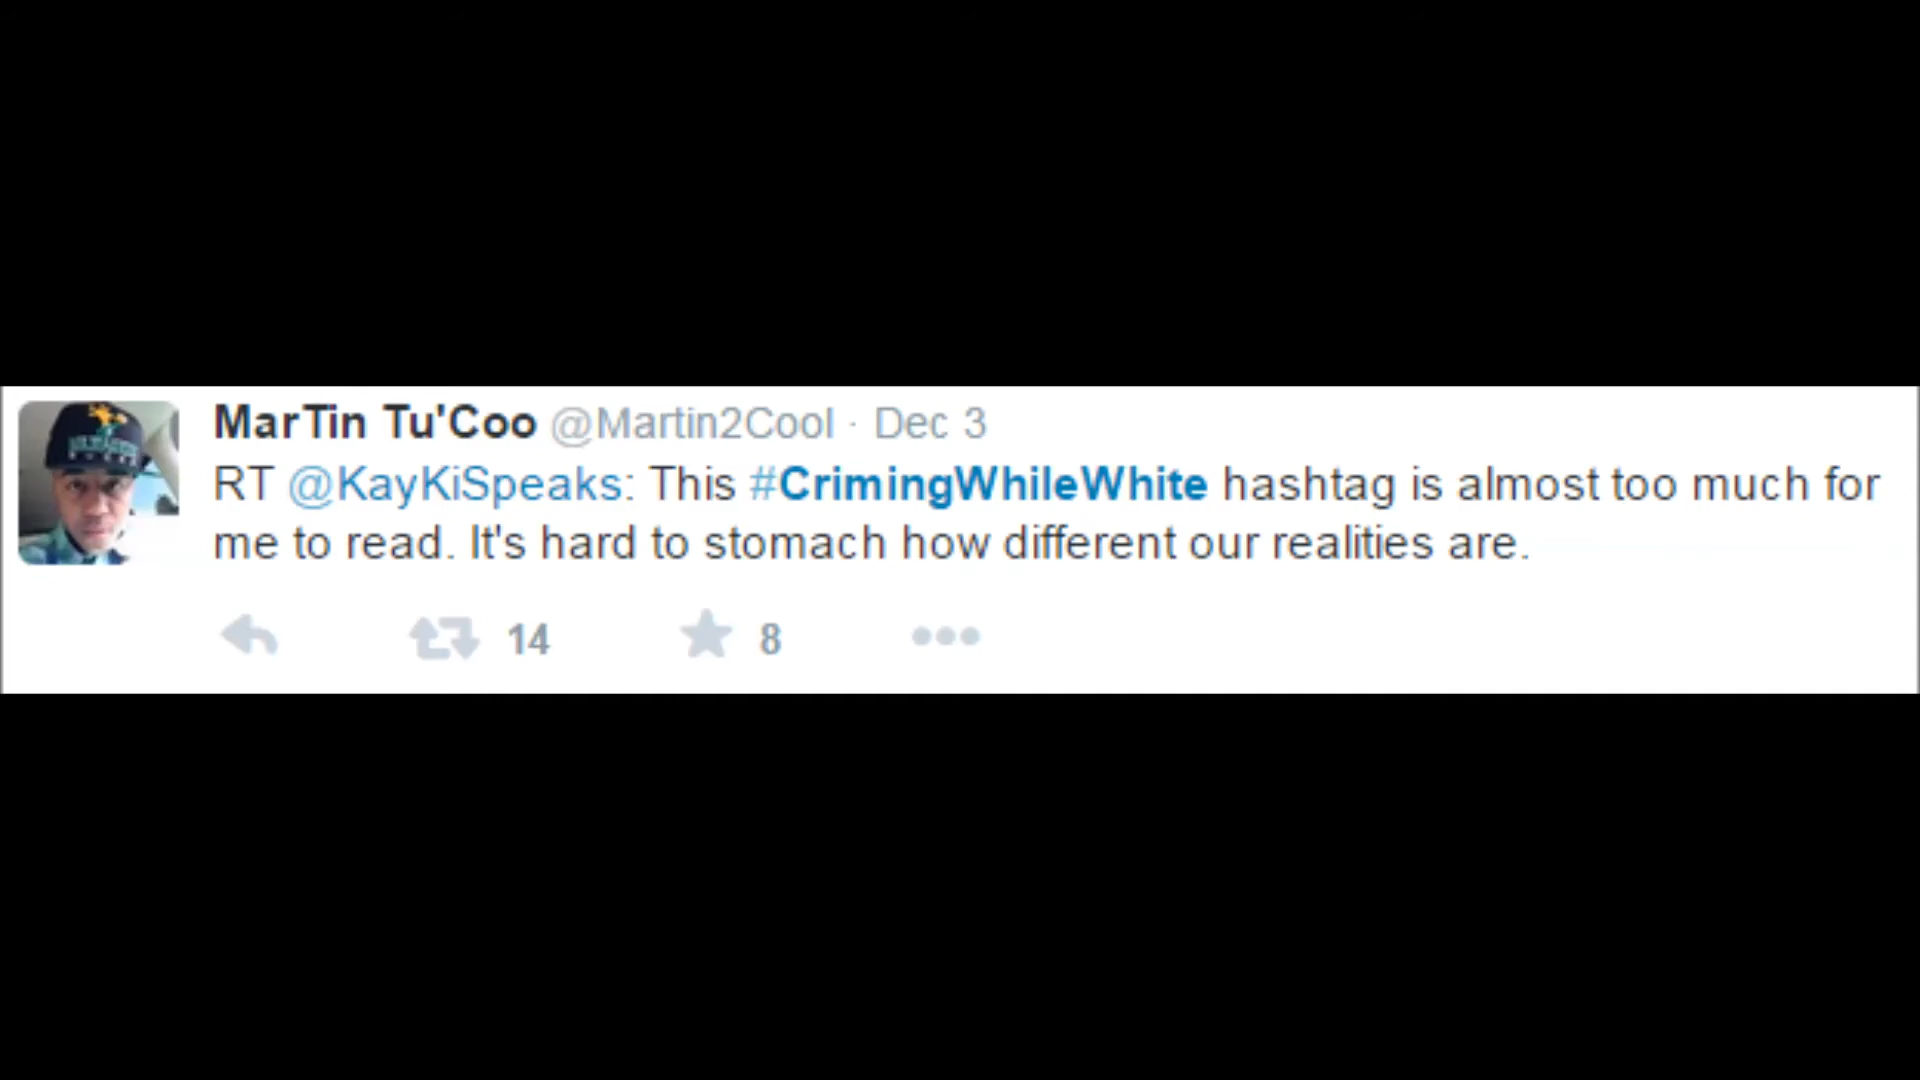 MarTin Tu'Coo @Martin2Cool · Dec 3
RT @KayKiSpeaks: This #CrimingWhileWhite hashtag is almost too much for
me to read. It's hard to stomach how different our realities are.
14 8